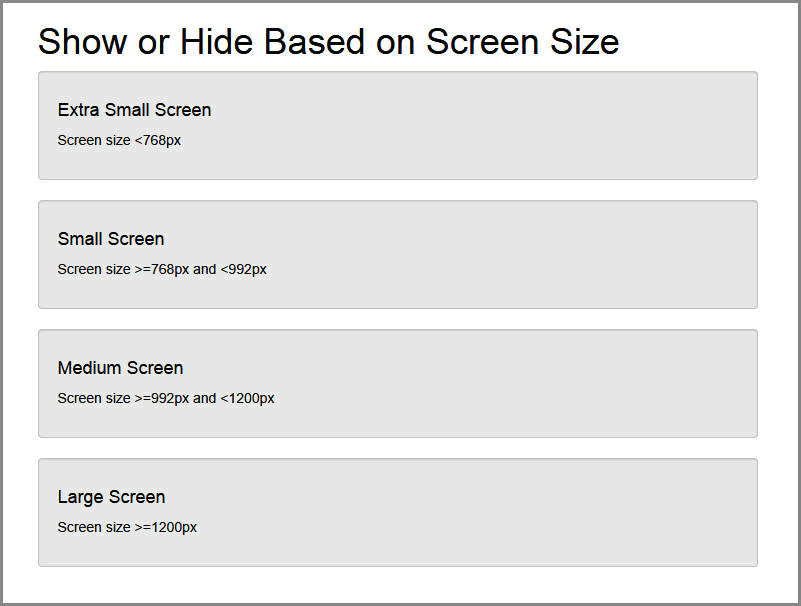 Show or Hide Based on Screen Size
Extra Small Screen
Screen size <768px
Small Screen
Screen size >=768px and <992px
Medium Screen
Screen size >=992px and <1200px
Large Screen
Screen size >=1200px